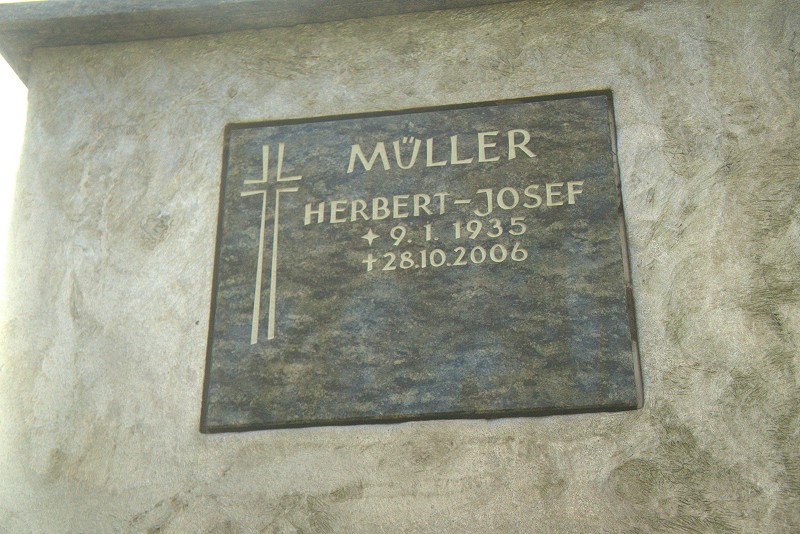 MÜLLER
HERBERT-JOSEF
✦ 9. 1. 1935
✝ 28.10.2006